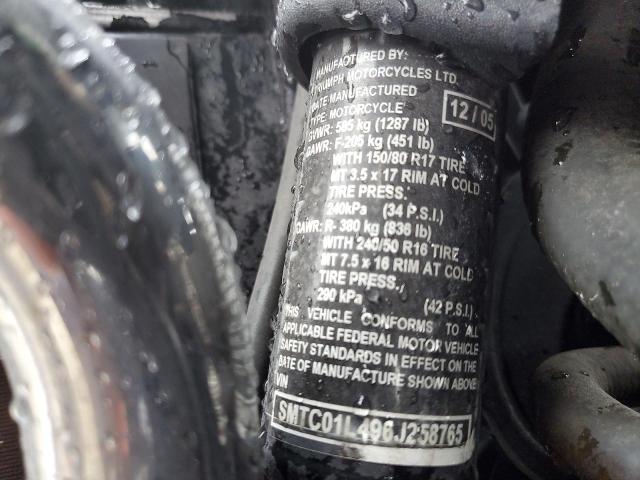 MANUFACTURED BY:
TRIUMPH MOTORCYCLES LTD.
DATE MANUFACTURED 12 / 05
TYPE: MOTORCYCLE
GVWR: 585 kg (1287 lb)
GAWR: F-205 kg (451 lb)
WITH 150/80 R17 TIRE
MT 3.5 x 17 RIM AT COLD
TIRE PRESS.
240kPa (34 P.S.I.)
GAWR: R- 380 kg (836 lb)
WITH 240/50 R16 TIRE
MT 7.5 x 16 RIM AT COLD
TIRE PRESS.,
290 kPa (42 P.S.I.)
THIS VEHICLE CONFORMS TO ALL
APPLICABLE FEDERAL MOTOR VEHICLE
SAFETY STANDARDS IN EFFECT ON THE
DATE OF MANUFACTURE SHOWN ABOVE
VIN
SMTC01L496J258765